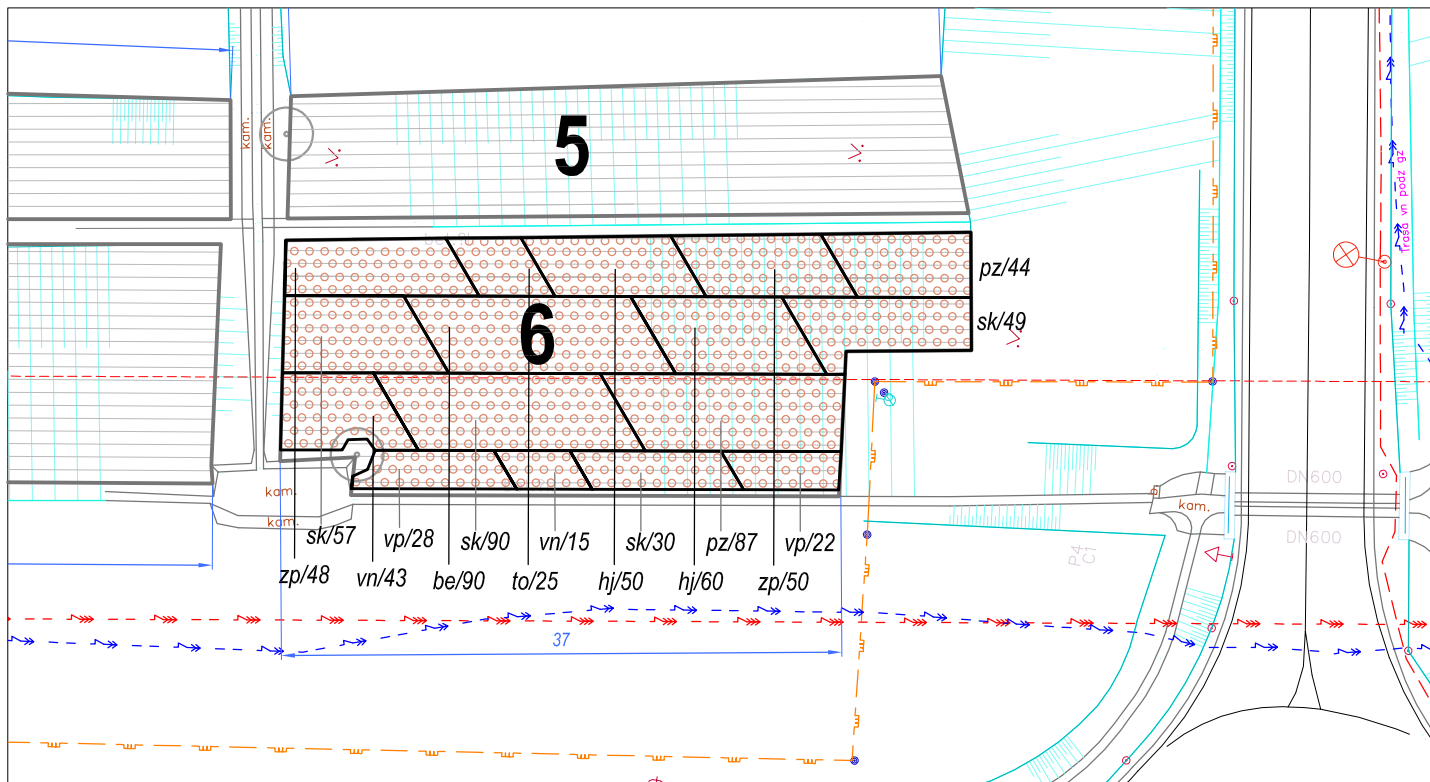 5
kam.
kam.
Trasa vn podz gz
pz/44
6
sk/49
DN600
kam.
kam.
kam.
DN600
sk/57
vp/28
sk/90
vn/15
sk/30
pz/87
vp/22
P4
C1
zp/48
vn/43
be/90
to/25
hj/50
hj/60
zp/50
37